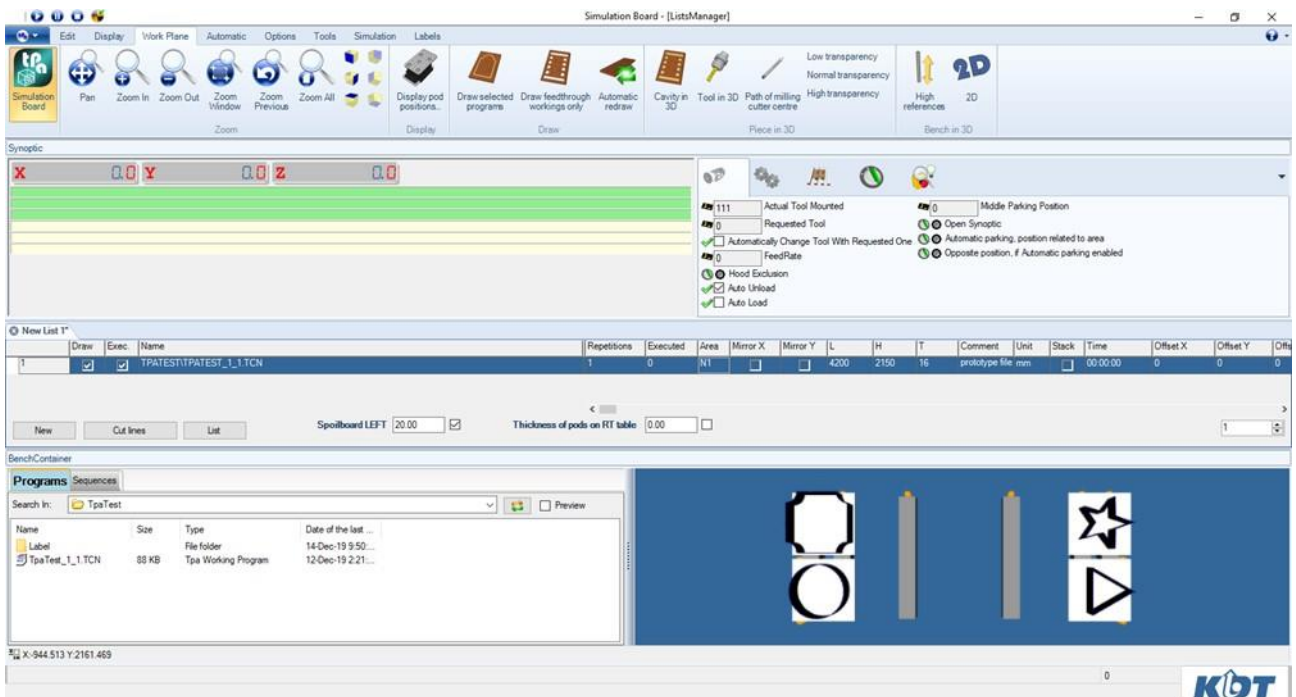 Simulation Board - [ListsManager]
Edit Display Work Plane Automatic Options Tools Simulation Labels
tpa
Simulation Board
Pan
Zoom In
Zoom Out
Zoom Window
Zoom Previous
Zoom All
Zoom
Display pod positions..
Display
Draw selected programs
Draw feedthrough workings only
Automatic redraw
Draw
Cavity in 3D
Tool in 3D
Path of milling cutter centre
Low transparency
Normal transparency
High transparency
Piece in 3D
High references
2D
2D
Bench in 3D
Synoptic
X 0.0 Y 0.0 Z 0.0
111 Actual Tool Mounted
0 Requested Tool
Automatically Change Tool With Requested One
0 FeedRate
Hood Exclusion
Auto Unload
Auto Load
0 Middle Parking Position
Open Synoptic
Automatic parking, position related to area
Opposite position, if Automatic parking enabled
New List 1*
Draw Exec. Name Repetitions Executed Area Mirror X Mirror Y L H T Comment Unit Stack Time Offset X Offset Y Offs
1 TPATEST\TPATEST_1_1.TCN 1 0 N1 4200 2150 16 prototype file mm 00:00:00 0 0 0
New Cut lines List Spoilboard LEFT 20.00 Thickness of pods on RT table 0.00 1
BenchContainer
Programs Sequences
Search In: TpaTest Preview
Name Size Type Date of the last ...
Label File folder 14-Dec-19 9:50:...
TpaTest_1_1.TCN 88 KB Tpa Working Program 12-Dec-19 2:21:...
X:-944.513 Y:2161.469
0
KDT